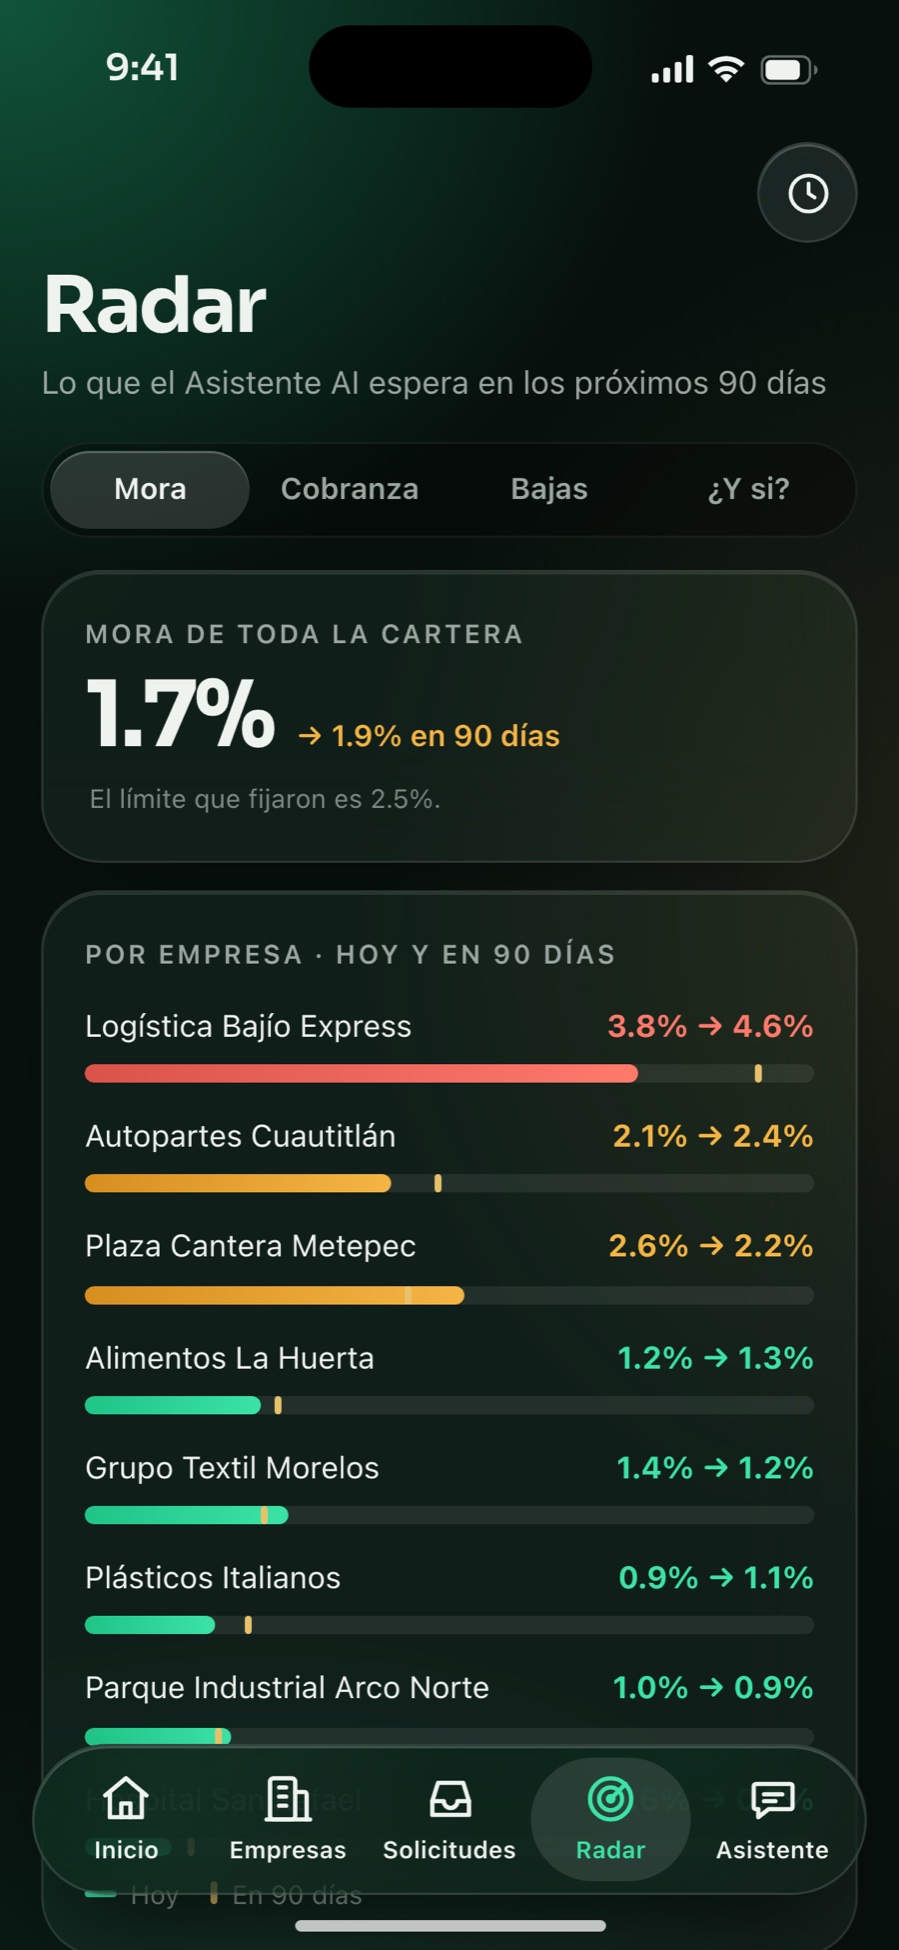 9:41
Radar
Lo que el Asistente AI espera en los próximos 90 días
Mora
Cobranza
Bajas
¿Y si?
MORA DE TODA LA CARTERA
1.7% → 1.9% en 90 días
El límite que fijaron es 2.5%.
POR EMPRESA · HOY Y EN 90 DÍAS
Logística Bajío Express 3.8% → 4.6%
Autopartes Cuautitlán 2.1% → 2.4%
Plaza Cantera Metepec 2.6% → 2.2%
Alimentos La Huerta 1.2% → 1.3%
Grupo Textil Morelos 1.4% → 1.2%
Plásticos Italianos 0.9% → 1.1%
Parque Industrial Arco Norte 1.0% → 0.9%
Inicio
Empresas
Solicitudes
Radar
Asistente
Hoy
En 90 días